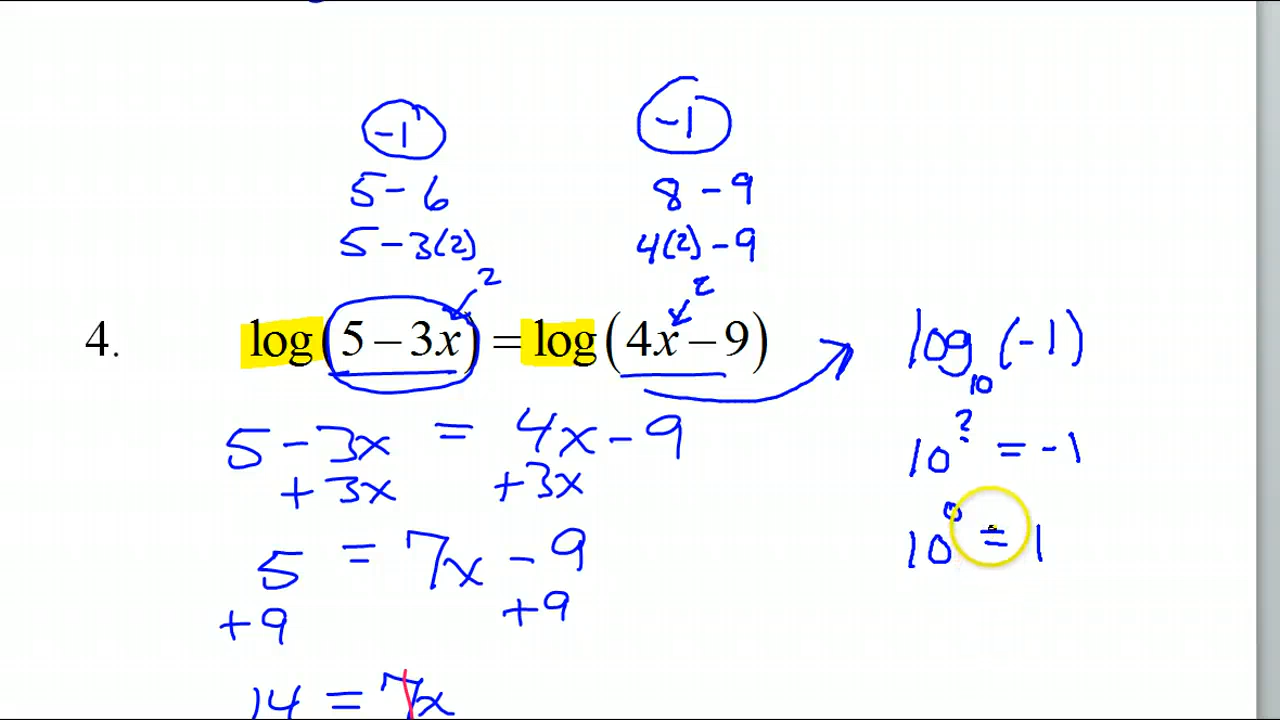 -1 -1
5 - 6 8 - 9
5 - 3(2) 4(2) - 9
2 2
4. log(5 - 3x) = log(4x - 9) log₁₀(-1)
5 - 3x = 4x - 9 10^? = -1
+3x +3x
10^0 = 1
5 = 7x - 9
+9 +9
14 = 7x